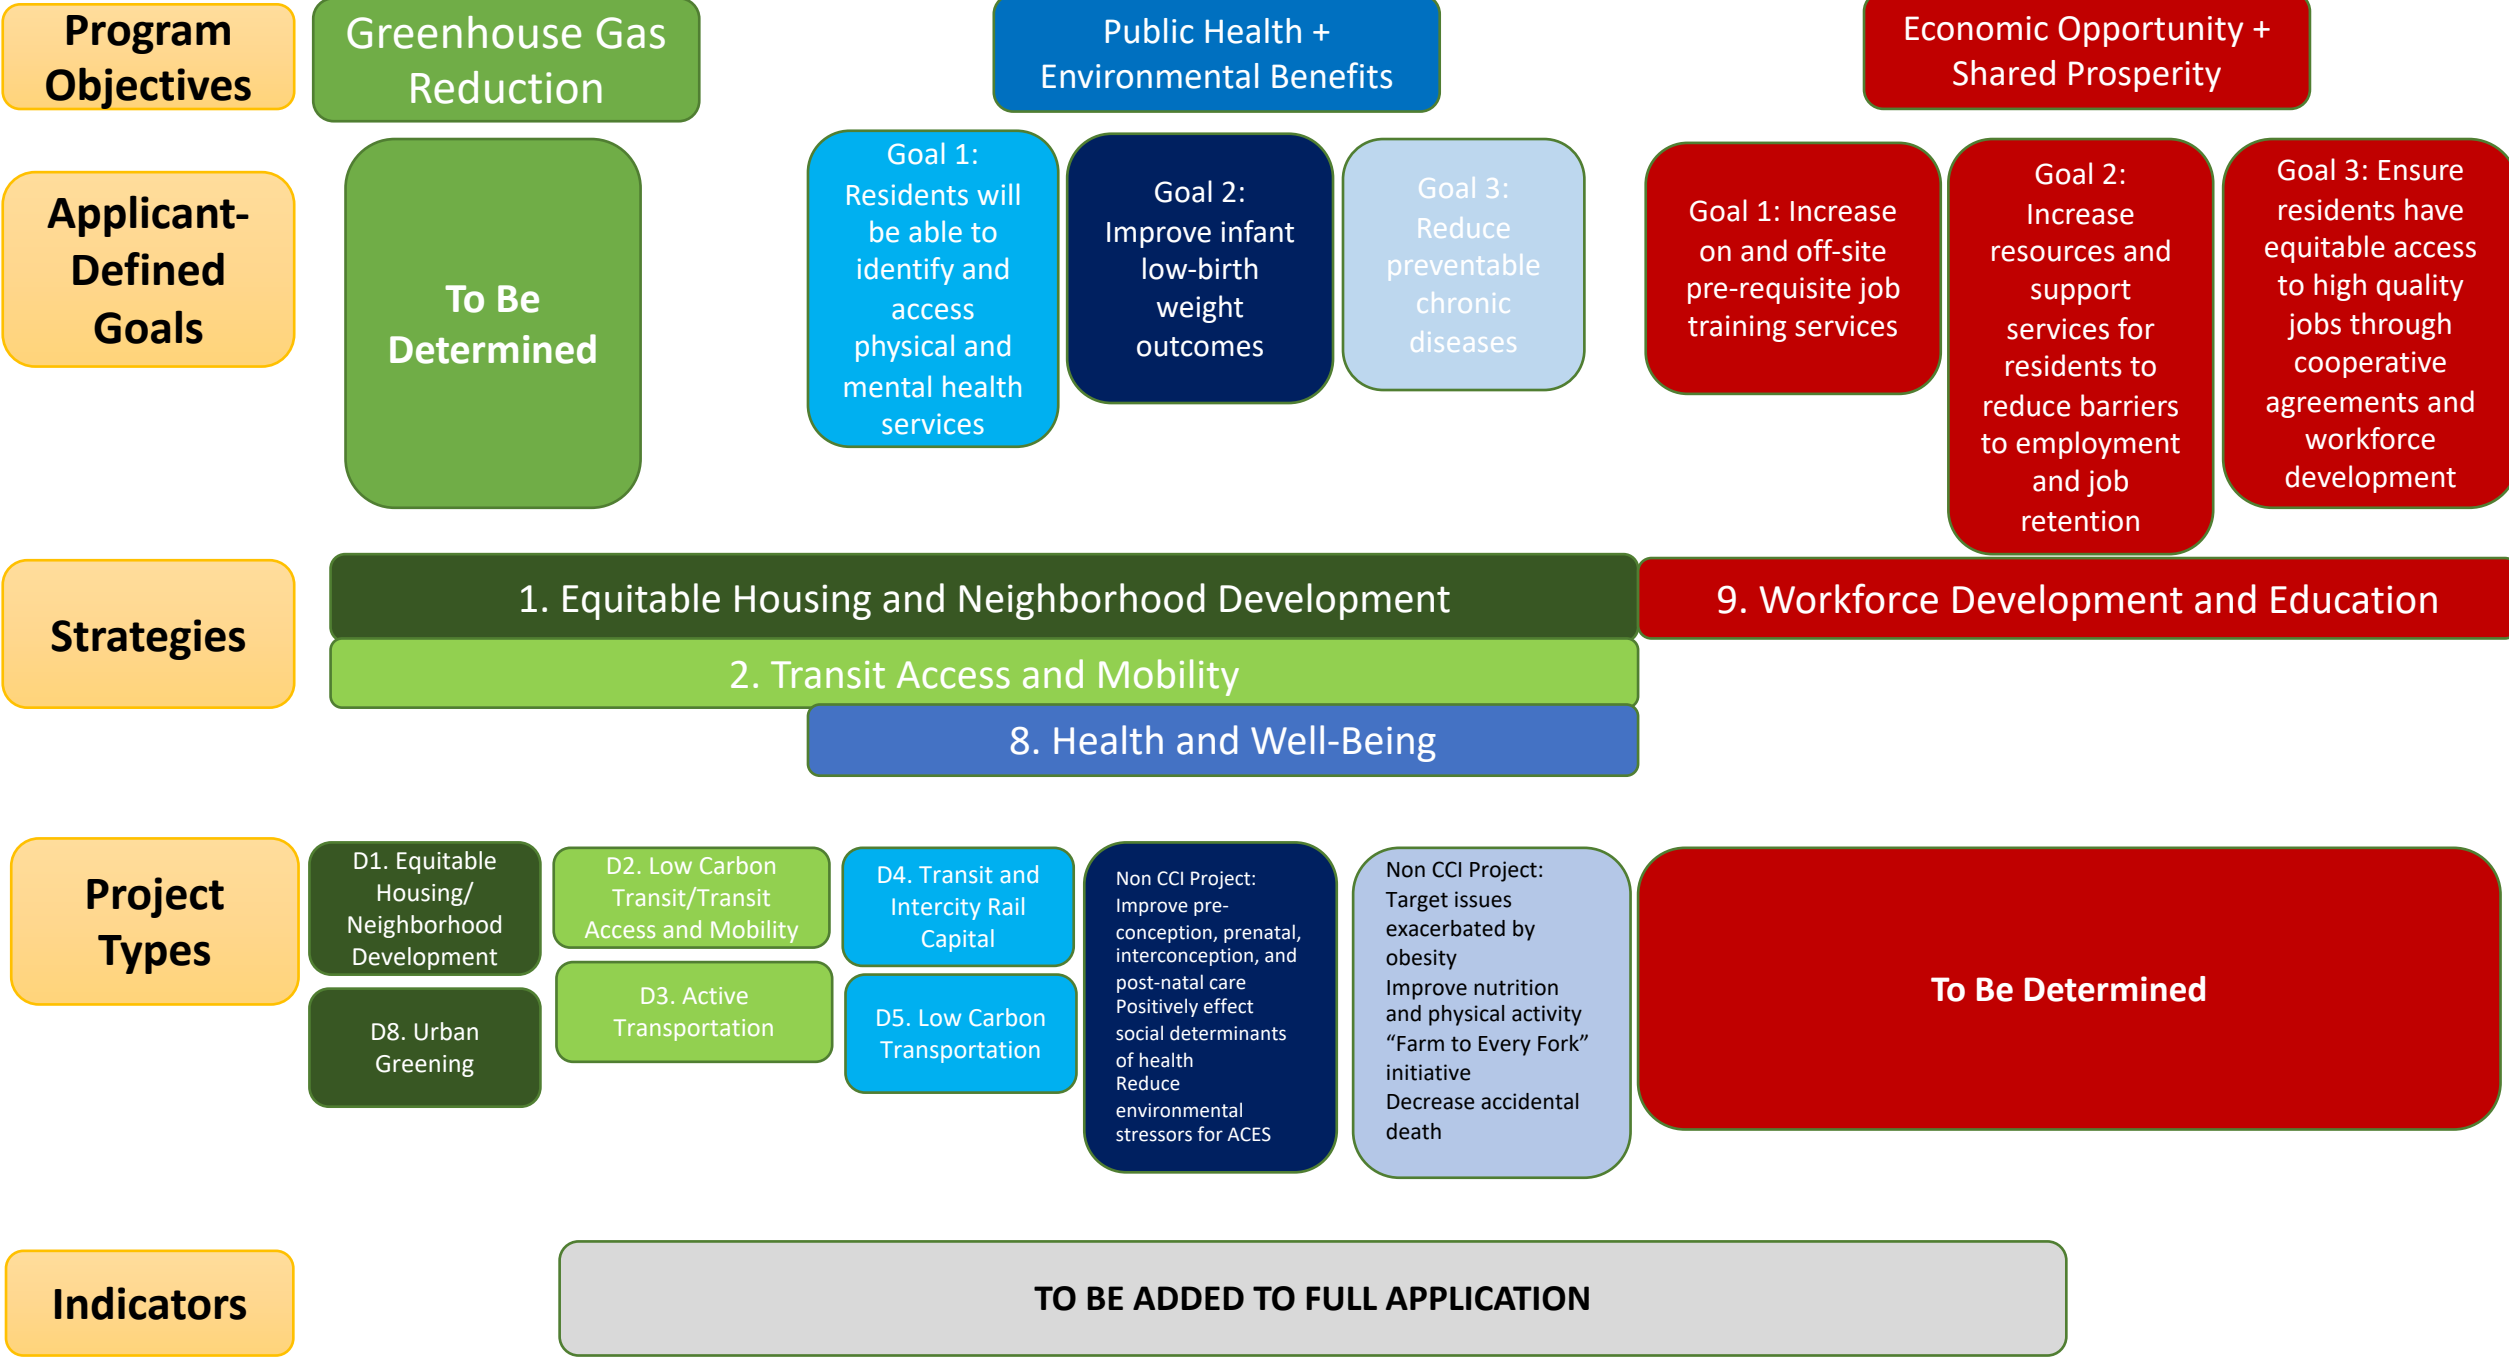 Program
Objectives
Greenhouse Gas
Reduction
Public Health +
Environmental Benefits
Economic Opportunity +
Shared Prosperity
Applicant-
Defined
Goals
To Be
Determined
Goal 1:
Residents will
be able to
identify and
access
physical and
mental health
services
Goal 2:
Improve infant
low-birth
weight
outcomes
Goal 3:
Reduce
preventable
chronic
diseases
Goal 1: Increase
on and off-site
pre-requisite job
training services
Goal 2:
Increase
resources and
support
services for
residents to
reduce barriers
to employment
and job
retention
Goal 3: Ensure
residents have
equitable access
to high quality
jobs through
cooperative
agreements and
workforce
development
Strategies
1. Equitable Housing and Neighborhood Development
9. Workforce Development and Education
2. Transit Access and Mobility
8. Health and Well-Being
Project
Types
D1. Equitable
Housing/
Neighborhood
Development
D8. Urban
Greening
D2. Low Carbon
Transit/Transit
Access and Mobility
D3. Active
Transportation
D4. Transit and
Intercity Rail
Capital
D5. Low Carbon
Transportation
Non CCI Project:
Improve pre-
conception, prenatal,
interconception, and
post-natal care
Positively effect
social determinants
of health
Reduce
environmental
stressors for ACES
Non CCI Project:
Target issues
exacerbated by
obesity
Improve nutrition
and physical activity
“Farm to Every Fork”
initiative
Decrease accidental
death
To Be Determined
Indicators
TO BE ADDED TO FULL APPLICATION